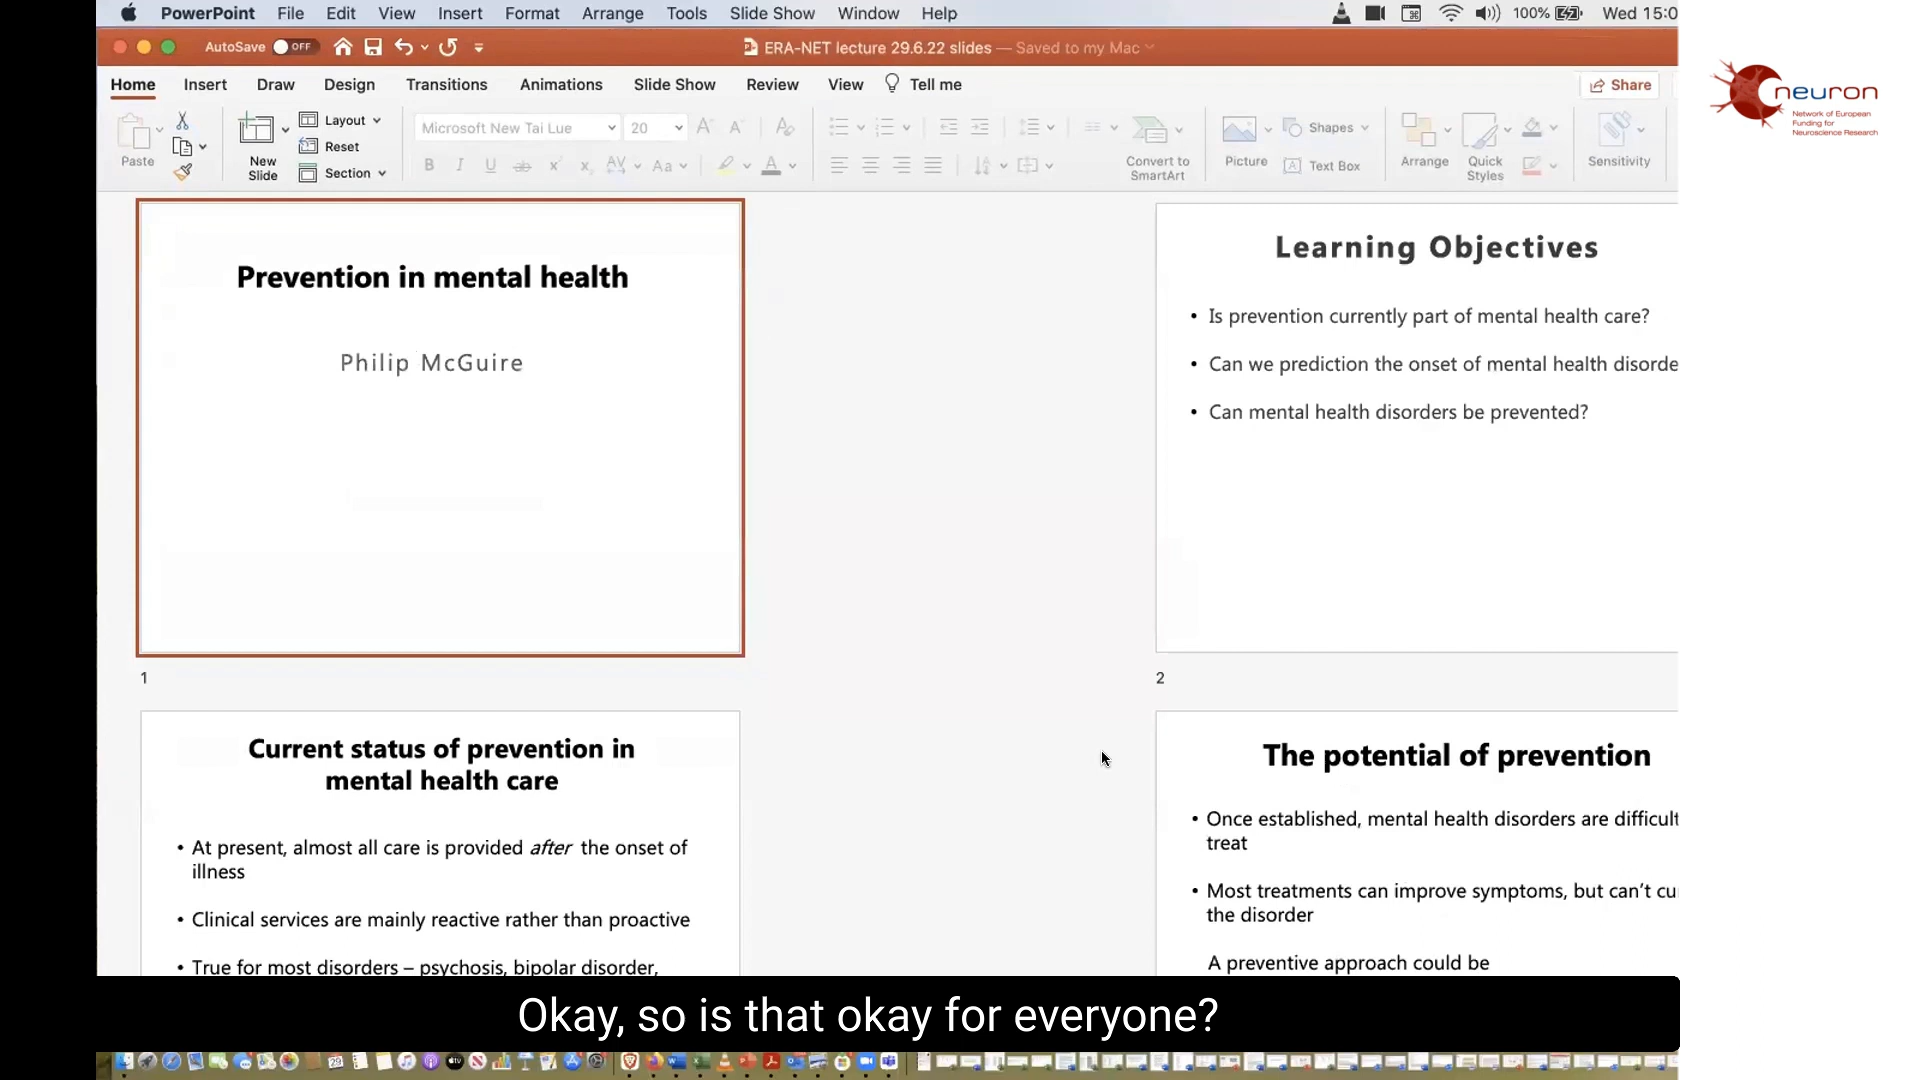 PowerPoint File Edit View Insert Format Arrange Tools Slide Show Window Help 100% Wed 15:0
AutoSave OFF ERA-NET lecture 29.6.22 slides — Saved to my Mac
Home Insert Draw Design Transitions Animations Slide Show Review View Tell me Share
neuron
Network of European
Funding for
Neuroscience Research
Paste New Slide Layout Reset Section Microsoft New Tai Lue 20 Convert to SmartArt Picture Shapes Text Box Arrange Quick Styles Sensitivity
Prevention in mental health
Philip McGuire
1
Learning Objectives
• Is prevention currently part of mental health care?
• Can we prediction the onset of mental health disorde
• Can mental health disorders be prevented?
2
Current status of prevention in
mental health care
• At present, almost all care is provided after the onset of
illness
• Clinical services are mainly reactive rather than proactive
• True for most disorders – psychosis, bipolar disorder,
The potential of prevention
• Once established, mental health disorders are difficult
treat
• Most treatments can improve symptoms, but can't cu
the disorder
A preventive approach could be
Okay, so is that okay for everyone?